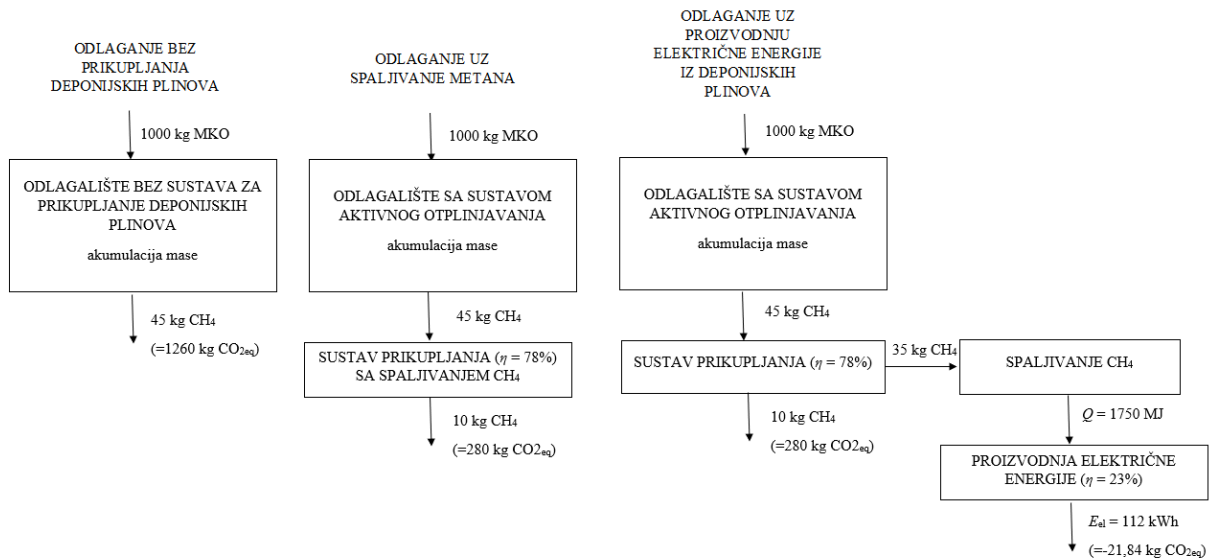 ODLAGANJE BEZ
PRIKUPLJANJA
DEPONIJSKIH PLINOVA
1000 kg MKO
ODLAGALIŠTE BEZ SUSTAVA ZA
PRIKUPLJANJE DEPONIJSKIH
PLINOVA
akumulacija mase
45 kg CH₄
(=1260 kg CO₂eq)
ODLAGANJE UZ
SPALJIVANJE METANA
1000 kg MKO
ODLAGALIŠTE SA SUSTAVOM
AKTIVNOG OTPLINJAVANJA
akumulacija mase
45 kg CH₄
SUSTAV PRIKUPLJANJA (η = 78%)
SA SPALJIVANJEM CH₄
10 kg CH₄
(=280 kg CO2eq)
ODLAGANJE UZ
PROIZVODNJU
ELEKTRIČNE ENERGIJE
IZ DEPONIJSKIH
PLINOVA
1000 kg MKO
ODLAGALIŠTE SA SUSTAVOM
AKTIVNOG OTPLINJAVANJA
akumulacija mase
45 kg CH₄
SUSTAV PRIKUPLJANJA (η = 78%)
10 kg CH₄
(=280 kg CO2eq)
35 kg CH₄
SPALJIVANJE CH₄
Q = 1750 MJ
PROIZVODNJA ELEKTRIČNE
ENERGIJE (η = 23%)
Eel = 112 kWh
(=-21,84 kg CO₂eq)